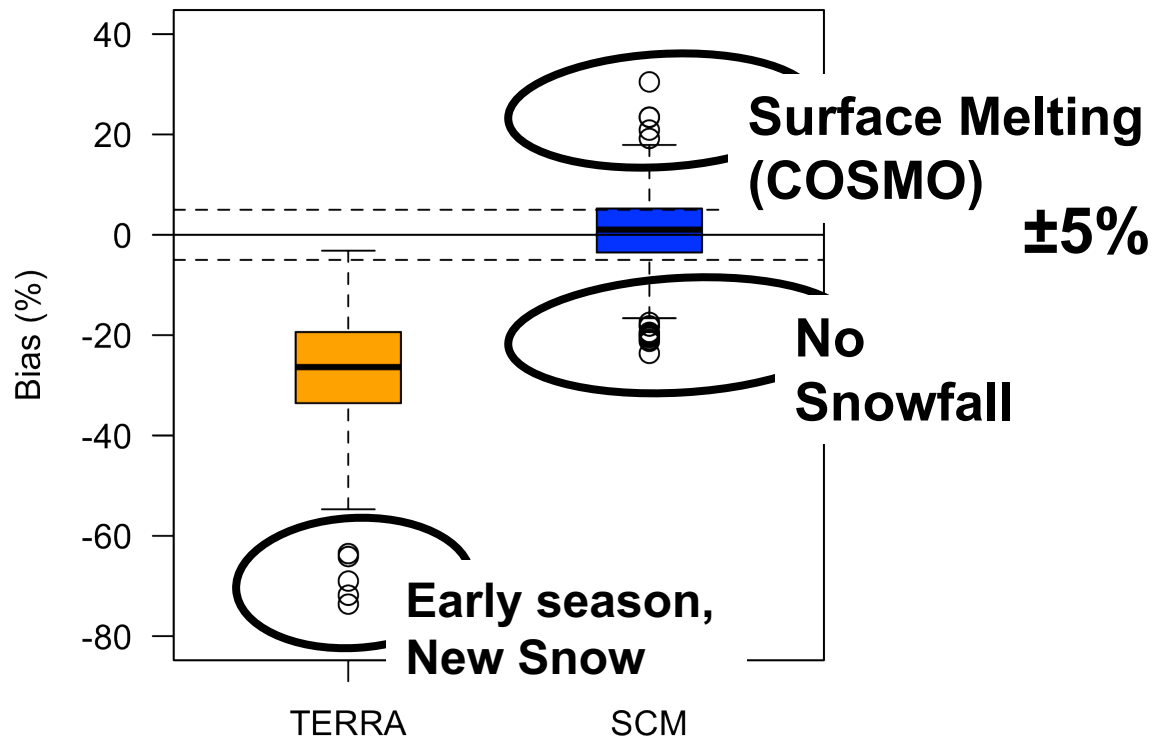 40
20
0
-20
-40
-60
-80
Bias (%)
TERRA
SCM
Surface Melting
(COSMO)
±5%
No
Snowfall
Early season,
New Snow